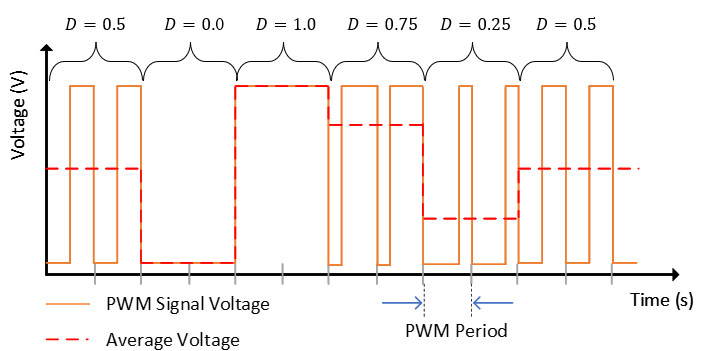 D = 0.5 D = 0.0 D = 1.0 D = 0.75 D = 0.25 D = 0.5
Voltage (V)
PWM Signal Voltage
Time (s)
PWM Period
Average Voltage